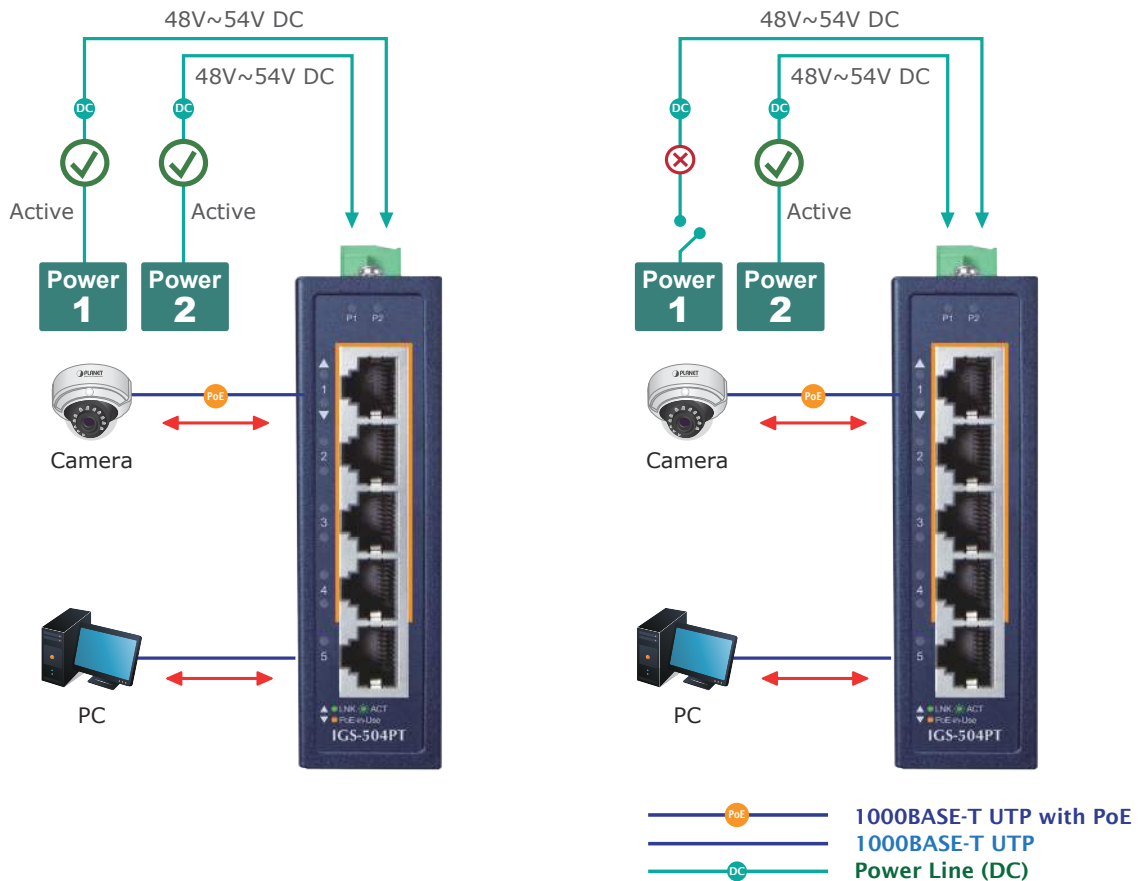 48V~54V DC
48V~54V DC
DC
DC
Active
Active
Power
1
Power
2
P1 P2
PLANET
1
PoE
Camera
2
3
4
5
PC
LNK ACT
PoE-in-Use
IGS-504PT
48V~54V DC
48V~54V DC
DC
DC
Active
Power
1
Power
2
P1 P2
PLANET
1
PoE
Camera
2
3
4
5
PC
LNK ACT
PoE-in-Use
IGS-504PT
PoE 1000BASE-T UTP with PoE
1000BASE-T UTP
DC Power Line (DC)